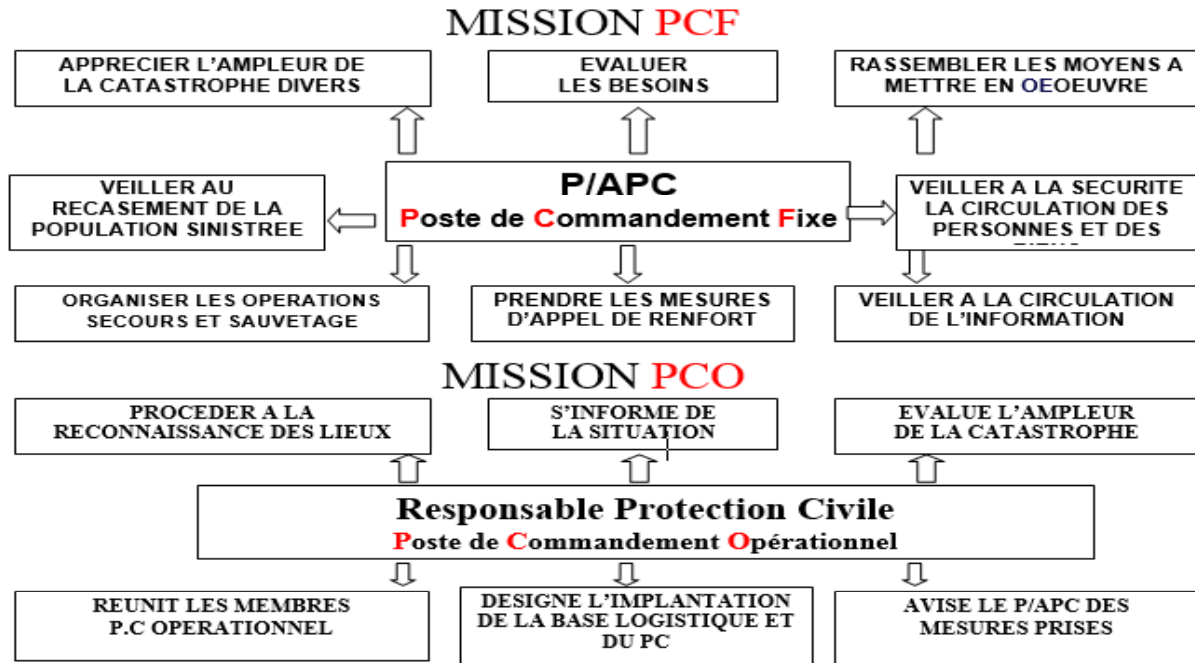 MISSION PCF
APPRECIER L'AMPLEUR DE
LA CATASTROPHE DIVERS
EVALUER
LES BESOINS
RASSEMBLER LES MOYENS A
METTRE EN OEOEUVRE
VEILLER AU
RECASEMENT DE LA
POPULATION SINISTREE
P/APC
Poste de Commandement Fixe
VEILLER A LA SECURITE
LA CIRCULATION DES
PERSONNES ET DES
ORGANISER LES OPERATIONS
SECOURS ET SAUVETAGE
PRENDRE LES MESURES
D'APPEL DE RENFORT
VEILLER A LA CIRCULATION
DE L'INFORMATION
MISSION PCO
PROCEDER A LA
RECONNAISSANCE DES LIEUX
S'INFORME DE
LA SITUATION
EVALUE L'AMPLEUR
DE LA CATASTROPHE
Responsable Protection Civile
Poste de Commandement Opérationnel
REUNIT LES MEMBRES
P.C OPERATIONNEL
DESIGNE L'IMPLANTATION
DE LA BASE LOGISTIQUE ET
DU PC
AVISE LE P/APC DES
MESURES PRISES